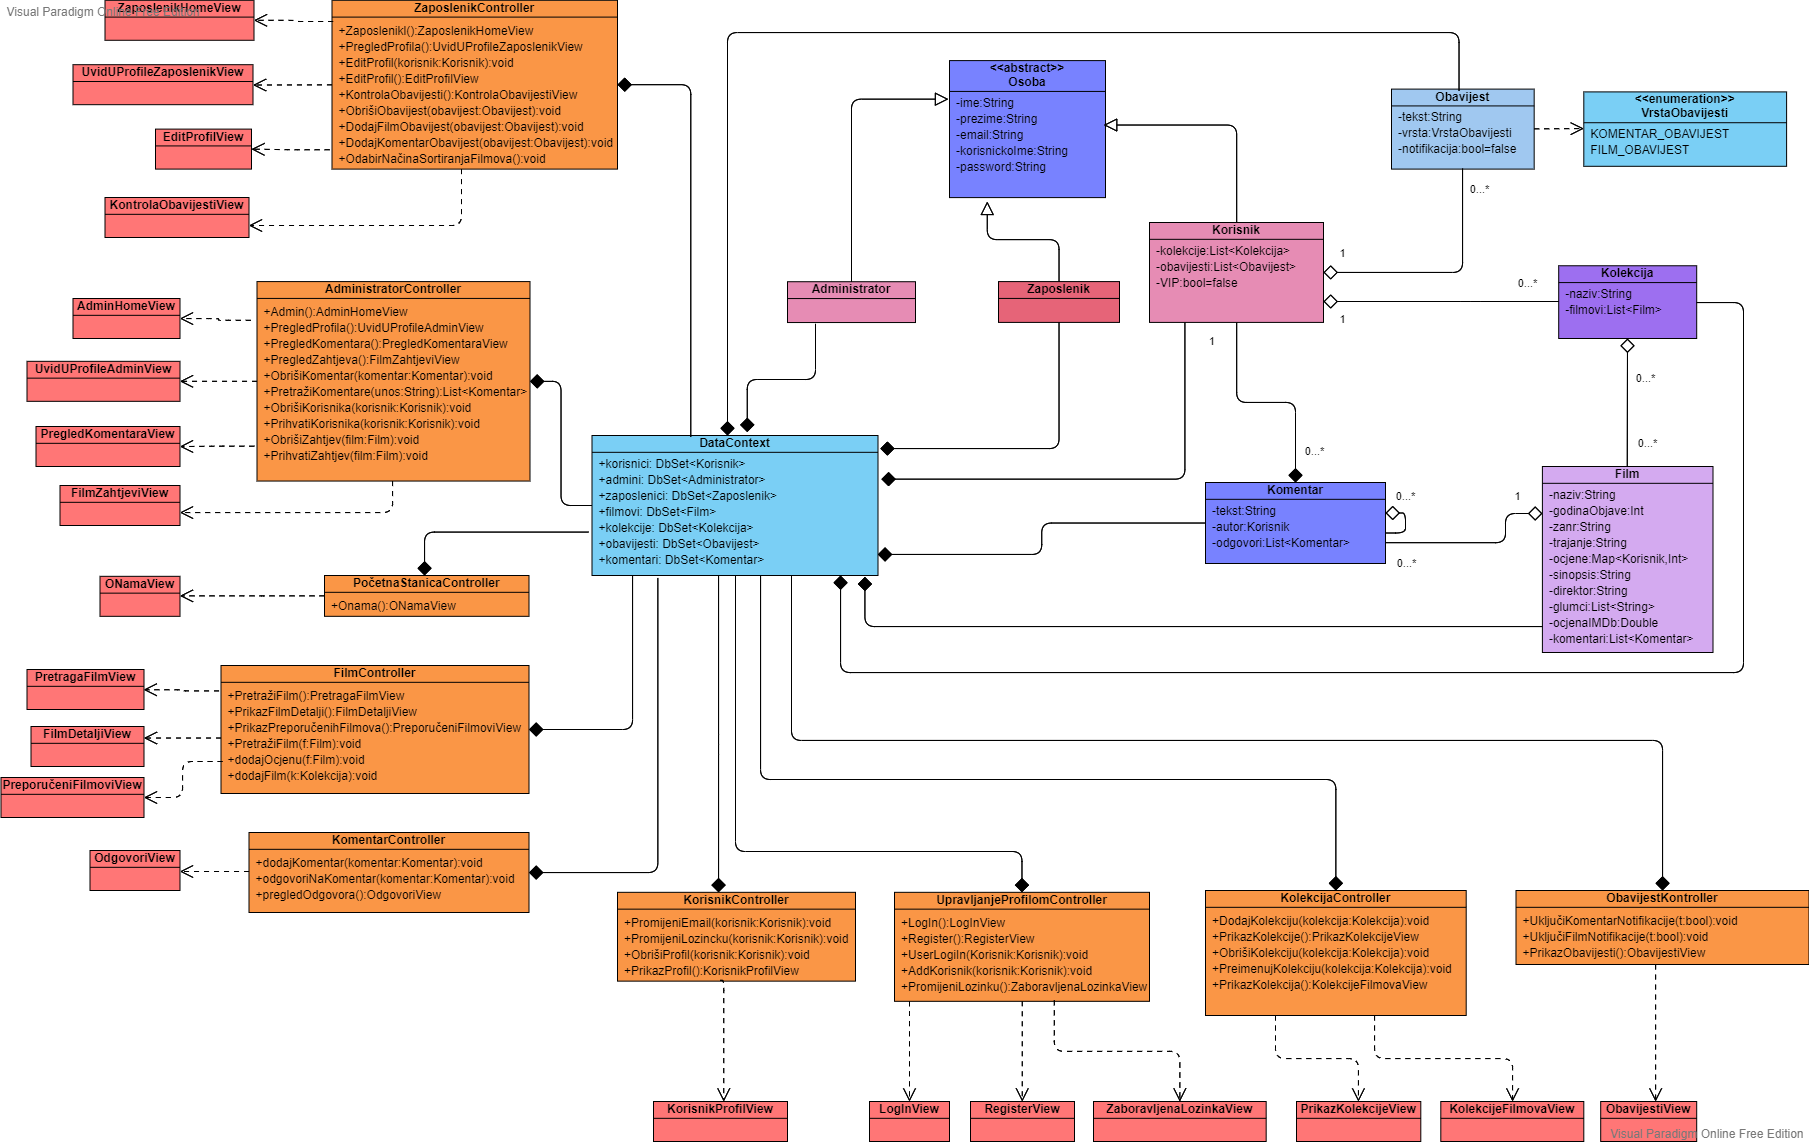 Visual Paradigm Online Free Edition
ZaposlenikHomeView
UvidUProfileZaposlenikView
EditProfilView
KontrolaObavijestiView
ZaposlenikController
+Zaposlenikl():ZaposlenikHomeView
+PregledProfila():UvidUProfileZaposlenikView
+EditProfil(korisnik:Korisnik):void
+EditProfil():EditProfilView
+KontrolaObavijesti():KontrolaObavijestiView
+ObrišiObavijest(obavijest:Obavijest):void
+DodajFilmObavijest(obavijest:Obavijest):void
+DodajKomentarObavijest(obavijest:Obavijest):void
+OdabirNačinaSortiranjaFilmova():void
<<abstract>>
Osoba
-ime:String
-prezime:String
-email:String
-korisnickoIme:String
-password:String
Obavijest
-tekst:String
-vrsta:VrstaObavijesti
-notifikacija:bool=false
0...*
<<enumeration>>
VrstaObavijesti
KOMENTAR_OBAVIJEST
FILM_OBAVIJEST
Administrator
Zaposlenik
Korisnik
-kolekcije:List<Kolekcija>
-obavijesti:List<Obavijest>
-VIP:bool=false
1
1
1
0...*
Kolekcija
-naziv:String
-filmovi:List<Film>
0...*
0...*
AdminHomeView
UvidUProfileAdminView
PregledKomentaraView
FilmZahtjeviView
AdministratorController
+Admin():AdminHomeView
+PregledProfila():UvidUProfileAdminView
+PregledKomentara():PregledKomentaraView
+PregledZahtjeva():FilmZahtjeviView
+ObrišiKomentar(komentar:Komentar):void
+PretražiKomentare(unos:String):List<Komentar>
+ObrišiKorisnika(korisnik:Korisnik):void
+PrihvatiKorisnika(korisnik:Korisnik):void
+ObrišiZahtjev(film:Film):void
+PrihvatiZahtjev(film:Film):void
DataContext
+korisnici: DbSet<Korisnik>
+admini: DbSet<Administrator>
+zaposlenici: DbSet<Zaposlenik>
+filmovi: DbSet<Film>
+kolekcije: DbSet<Kolekcija>
+obavijesti: DbSet<Obavijest>
+komentari: DbSet<Komentar>
0...*
Komentar
-tekst:String
-autor:Korisnik
-odgovori:List<Komentar>
0...*
0...*
1
Film
-naziv:String
-godinaObjave:Int
-zanr:String
-trajanje:String
-ocjene:Map<Korisnik,Int>
-sinopsis:String
-direktor:String
-glumci:List<String>
-ocjenaIMDb:Double
-komentari:List<Komentar>
ONamaView
PočetnaStanicaController
+Onama():ONamaView
PretragaFilmView
FilmDetaljiView
PreporučeniFilmoviView
FilmController
+PretražiFilm():PretragaFilmView
+PrikazFilmDetalji():FilmDetaljiView
+PrikazPreporučenihFilmova():PreporučeniFilmoviView
+PretražiFilm(f:Film):void
+dodajOcjenu(f:Film):void
+dodajFilm(k:Kolekcija):void
OdgovoriView
KomentarController
+dodajKomentar(komentar:Komentar):void
+odgovoriNaKomentar(komentar:Komentar):void
+pregledOdgovora():OdgovoriView
KorisnikController
+PromijeniEmail(korisnik:Korisnik):void
+PromijeniLozincku(korisnik:Korisnik):void
+ObrišiProfil(korisnik:Korisnik):void
+PrikazProfil():KorisnikProfilView
UpravljanjeProfilomController
+LogIn():LogInView
+Register():RegisterView
+UserLogiIn(Korisnik:Korisnik):void
+AddKorisnik(korisnik:Korisnik):void
+PromijeniLozinku():ZaboravljenaLozinkaView
KolekcijaController
+DodajKolekciju(kolekcija:Kolekcija):void
+PrikazKolekcije():PrikazKolekcijeView
+ObrišiKolekciju(kolekcija:Kolekcija):void
+PreimenujKolekciju(kolekcija:Kolekcija):void
+PrikazKolekcija():KolekcijeFilmovaView
ObavijestKontroller
+UključiKomentarNotifikacije(t:bool):void
+UključiFilmNotifikacije(t:bool):void
+PrikazObavijesti():ObavijestiView
KorisnikProfilView
LogInView
RegisterView
ZaboravljenaLozinkaView
PrikazKolekcijeView
KolekcijeFilmovaView
ObavijestiView
Visual Paradigm Online Free Edition